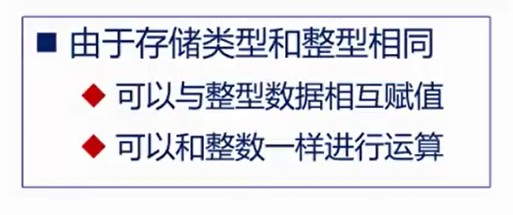 由于存储类型和整型相同
可以与整型数据相互赋值
可以和整数一样进行运算